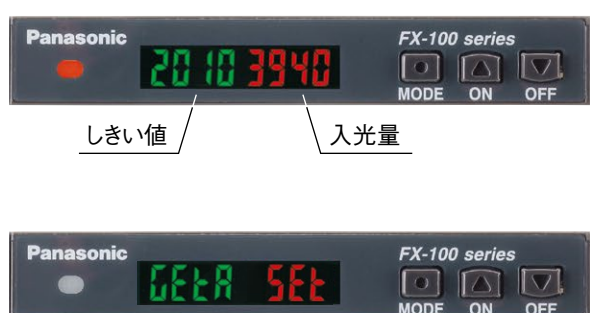 Panasonic
FX-100 series
2010 3940
MODE ON OFF
しきい値 入光量
Panasonic
FX-100 series
GEtA SEt
MODE ON OFF